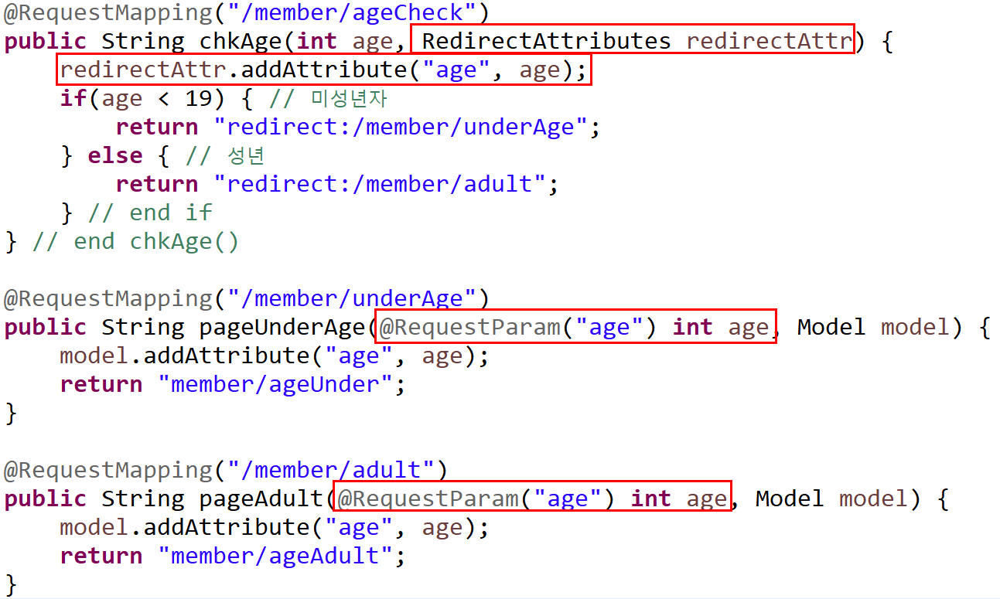 @RequestMapping("/member/ageCheck")
public String chkAge(int age, RedirectAttributes redirectAttr) {
    redirectAttr.addAttribute("age", age);
    if(age < 19) { // 미성년자
        return "redirect:/member/underAge";
    } else { // 성년
        return "redirect:/member/adult";
    } // end if
} // end chkAge()

@RequestMapping("/member/underAge")
public String pageUnderAge(@RequestParam("age") int age, Model model) {
    model.addAttribute("age", age);
    return "member/ageUnder";
}

@RequestMapping("/member/adult")
public String pageAdult(@RequestParam("age") int age, Model model) {
    model.addAttribute("age", age);
    return "member/ageAdult";
}